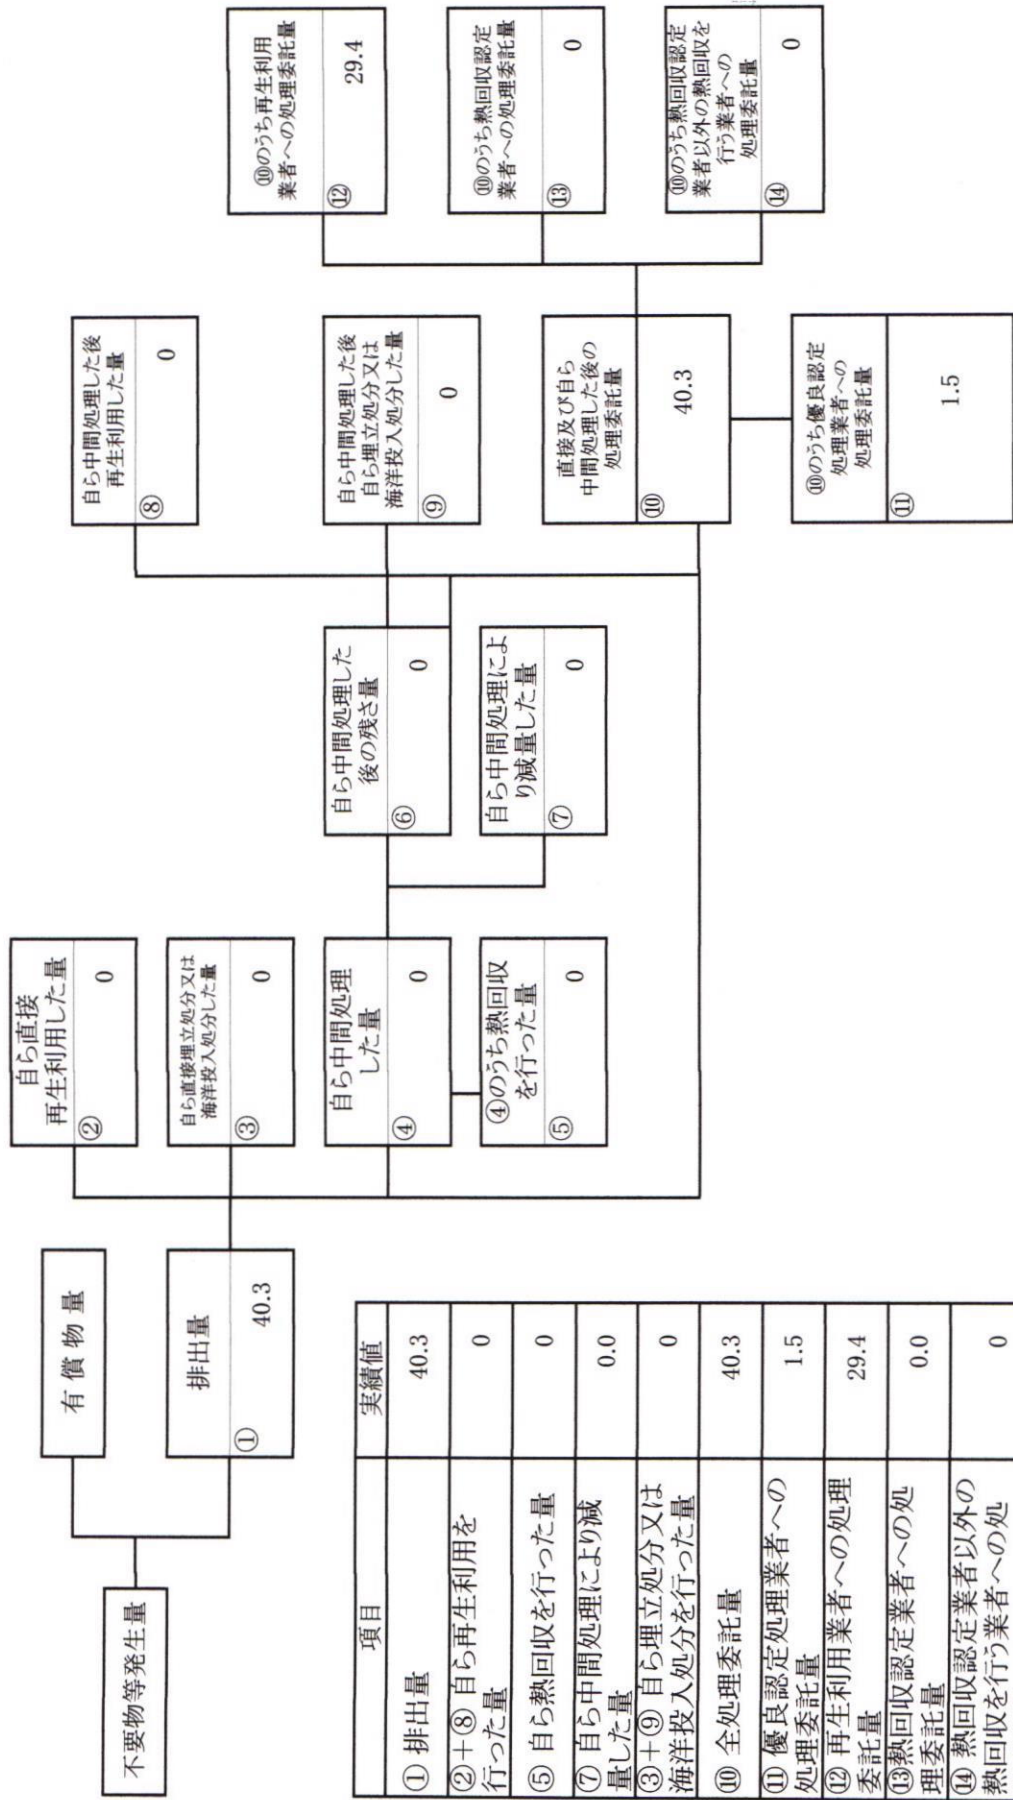 不要物等発生量
有償物量
排出量
①
40.3
自ら直接
再生利用した量
②
0
自ら直接埋立処分又は
海洋投入処分した量
③
0
自ら中間処理
した量
④
0
④のうち熱回収
を行った量
⑤
0
自ら中間処理した
後の残さ量
⑥
0
自ら中間処理によ
り減量した量
⑦
0
自ら中間処理した後
再生利用した量
⑧
0
自ら中間処理した後
自ら埋立処分又は
海洋投入処分した量
⑨
0
直接及び自ら
中間処理した後の
処理委託量
⑩
40.3
⑩のうち優良認定
処理業者への
処理委託量
⑪
1.5
⑩のうち再生利用
業者への処理委託量
⑫
29.4
⑩のうち熱回収認定
業者への処理委託量
⑬
0
⑩のうち熱回収認定
業者以外の熱回収を
行う業者への
処理委託量
⑭
0
項目 実績値
① 排出量 40.3
②+⑧ 自ら再生利用を
行った量 0
⑤ 自ら熱回収を行った量 0
⑦ 自ら中間処理により減
量した量 0.0
③+⑨ 自ら埋立処分又は
海洋投入処分を行った量 0
⑩ 全処理委託量 40.3
⑪ 優良認定処理業者への
処理委託量 1.5
⑫ 再生利用業者への処理
委託量 29.4
⑬熱回収認定業者への処
理委託量 0.0
⑭ 熱回収認定業者以外の
熱回収を行う業者への処 0